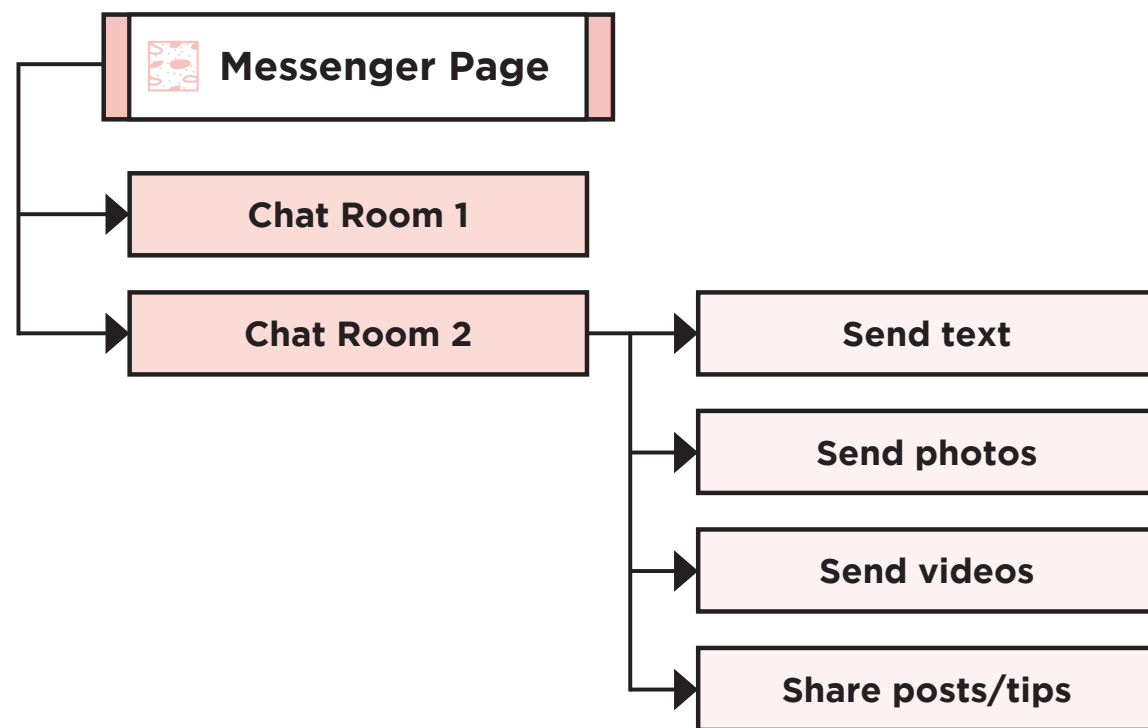 Messenger Page
Chat Room 1
Chat Room 2
Send text
Send photos
Send videos
Share posts/tips